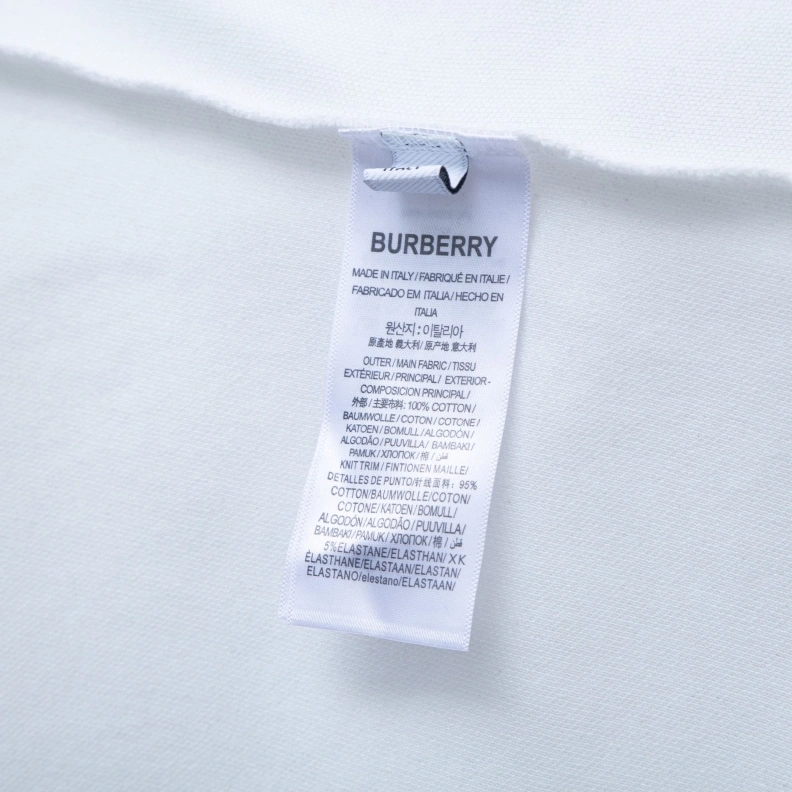 ITALY
BURBERRY
MADE IN ITALY / FABRIQUÉ EN ITALIE /
FABRICADO EM ITALIA / HECHO EN
ITALIA
원산지 : 이탈리아
原產地 義大利 / 原产地 意大利
OUTER / MAIN FABRIC / TISSU
EXTÉRIEUR / PRINCIPAL / EXTERIOR -
COMPOSICION PRINCIPAL /
外部 / 主要布料: 100% COTTON /
BAUMWOLLE / COTON / COTONE /
KATOEN / BOMULL / ALGODÓN /
ALGODÃO / PUUVILLA / BAMBAKI /
PAMUK / ХЛОПОК / 棉 / قطن
KNIT TRIM / FINTIONEN MAILLE /
DETALLES DE PUNTO / 针线面料 : 95%
COTTON/BAUMWOLLE/COTON/
COTONE / KATOEN / BOMULL /
ALGODÓN / ALGODÃO / PUUVILLA /
BAMBAKI / PAMUK / ХЛОПОК / 棉 / قطن
5% ELASTANE/ELASTHAN/ XK
ELASTHANE/ELASTAAN/ELASTAN/
ELASTANO/elestano/ELASTAAN/